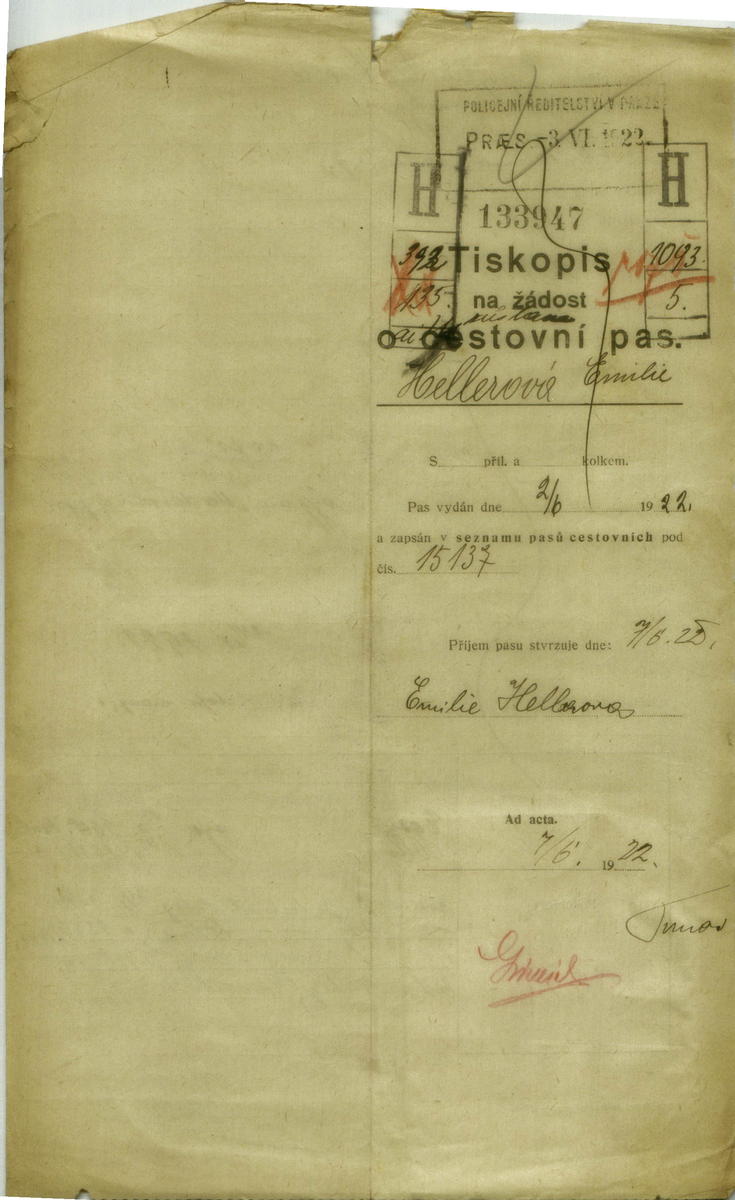 POLICEJNÍ ŘEDITELSTVÍ V PRAZE
PRÆS -3. VI. 1922.
133947
H
392
135.
H
1093.
5.
Tiskopis
na žádost
o cestovní pas.
Hellerová Emilie
S příl. a kolkem.
Pas vydán dne 2/6 1922.
a zapsán v seznamu pasů cestovních pod
čís. 15137
Příjem pasu stvrzuje dne: 7/6. 22.
Emilie Hellerova
Ad acta.
7/6. 1922.